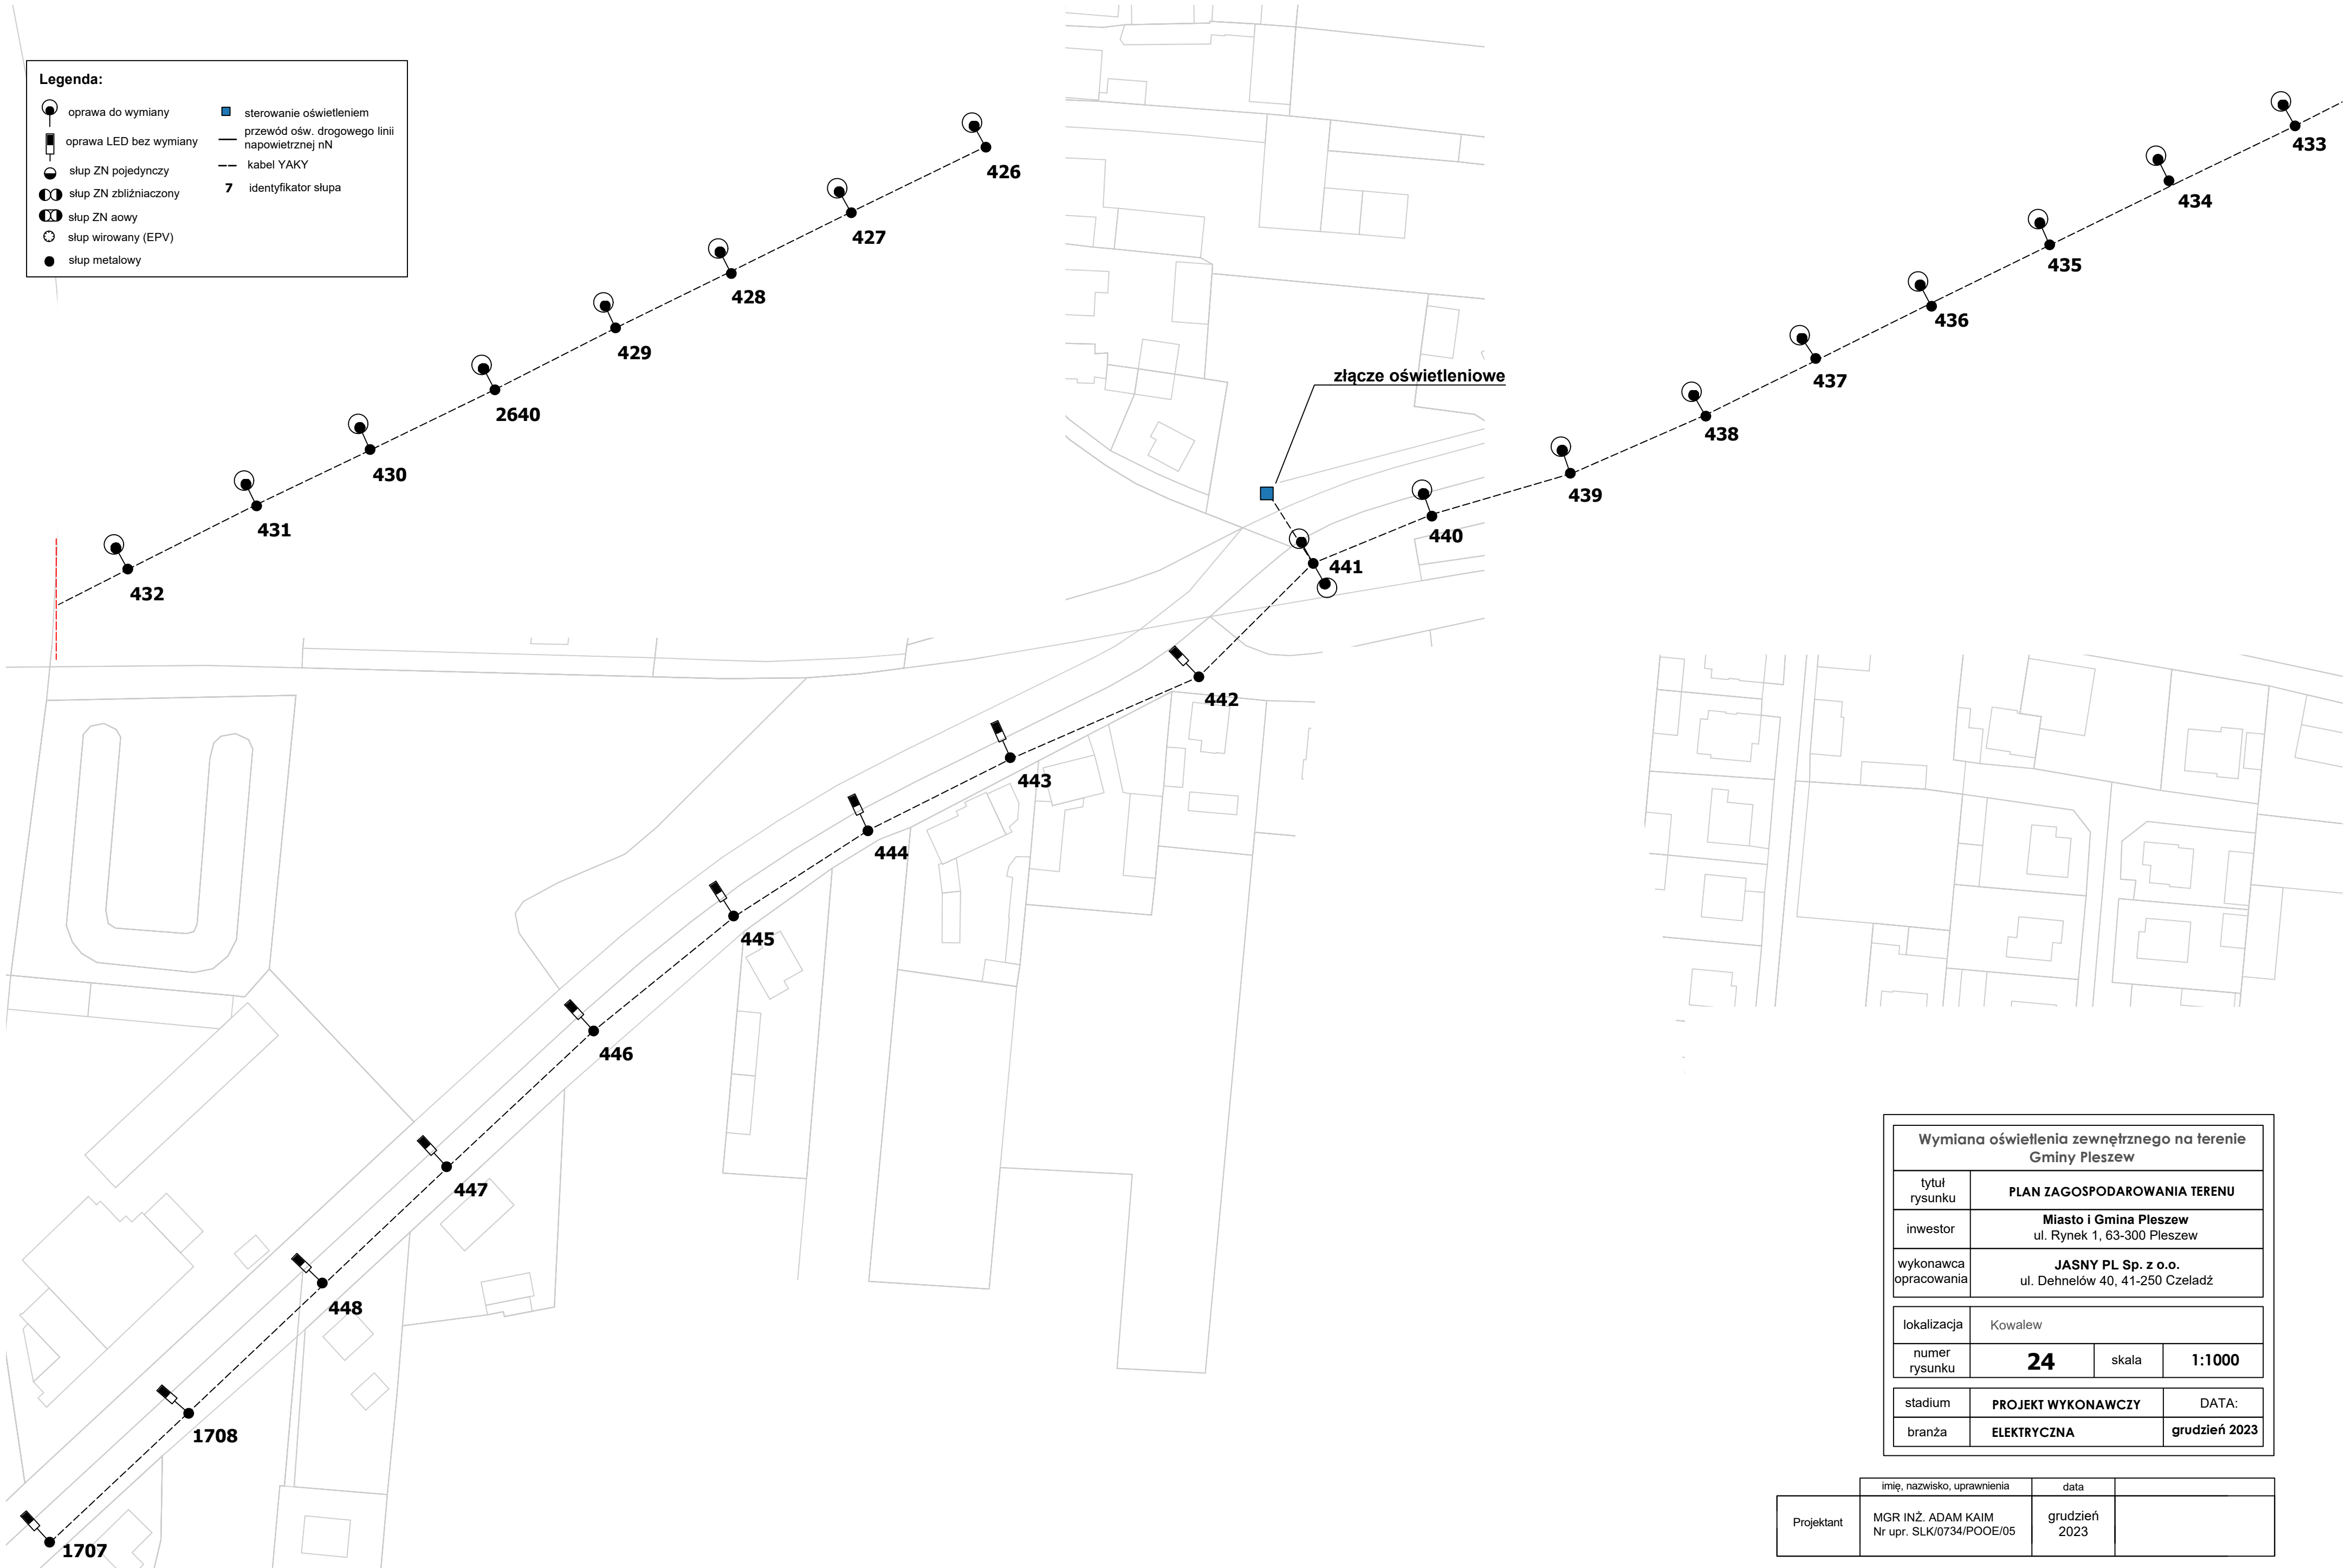 Legenda:
oprawa do wymiany
oprawa LED bez wymiany
słup ZN pojedynczy
słup ZN zbliźniaczony
słup ZN aowy
słup wirowany (EPV)
słup metalowy
sterowanie oświetleniem
przewód ośw. drogowego linii
napowietrznej nN
kabel YAKY
7 identyfikator słupa
426
427
428
429
2640
430
431
432
433
434
435
436
437
438
439
440
441
złącze oświetleniowe
442
443
444
445
446
447
448
1708
1707
Wymiana oświetlenia zewnętrznego na terenie
Gminy Pleszew
tytuł
rysunku
PLAN ZAGOSPODAROWANIA TERENU
inwestor
Miasto i Gmina Pleszew
ul. Rynek 1, 63-300 Pleszew
wykonawca
opracowania
JASNY PL Sp. z o.o.
ul. Dehnelów 40, 41-250 Czeladź
lokalizacja
Kowalew
numer
rysunku
24
skala
1:1000
stadium
PROJEKT WYKONAWCZY
DATA:
branża
ELEKTRYCZNA
grudzień 2023
imię, nazwisko, uprawnienia
data
Projektant
MGR INŻ. ADAM KAIM
Nr upr. SLK/0734/POOE/05
grudzień
2023